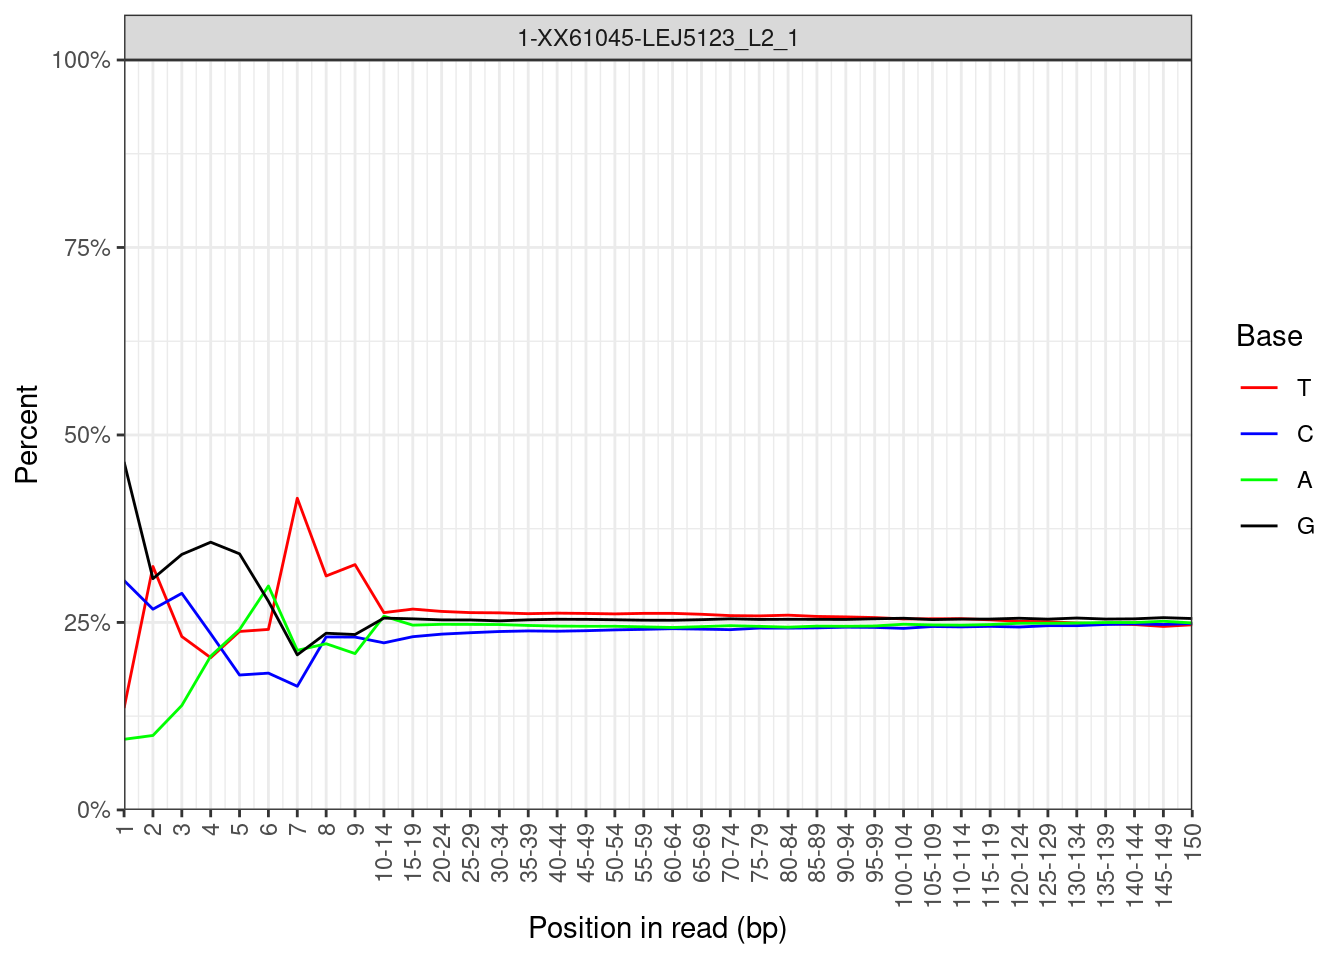 1-XX61045-LEJ5123_L2_1
100%
75%
50%
25%
0%
Percent
1 2 3 4 5 6 7 8 9 10-14 15-19 20-24 25-29 30-34 35-39 40-44 45-49 50-54 55-59 60-64 65-69 70-74 75-79 80-84 85-89 90-94 95-99 100-104 105-109 110-114 115-119 120-124 125-129 130-134 135-139 140-144 145-149 150
Position in read (bp)
Base
T
C
A
G